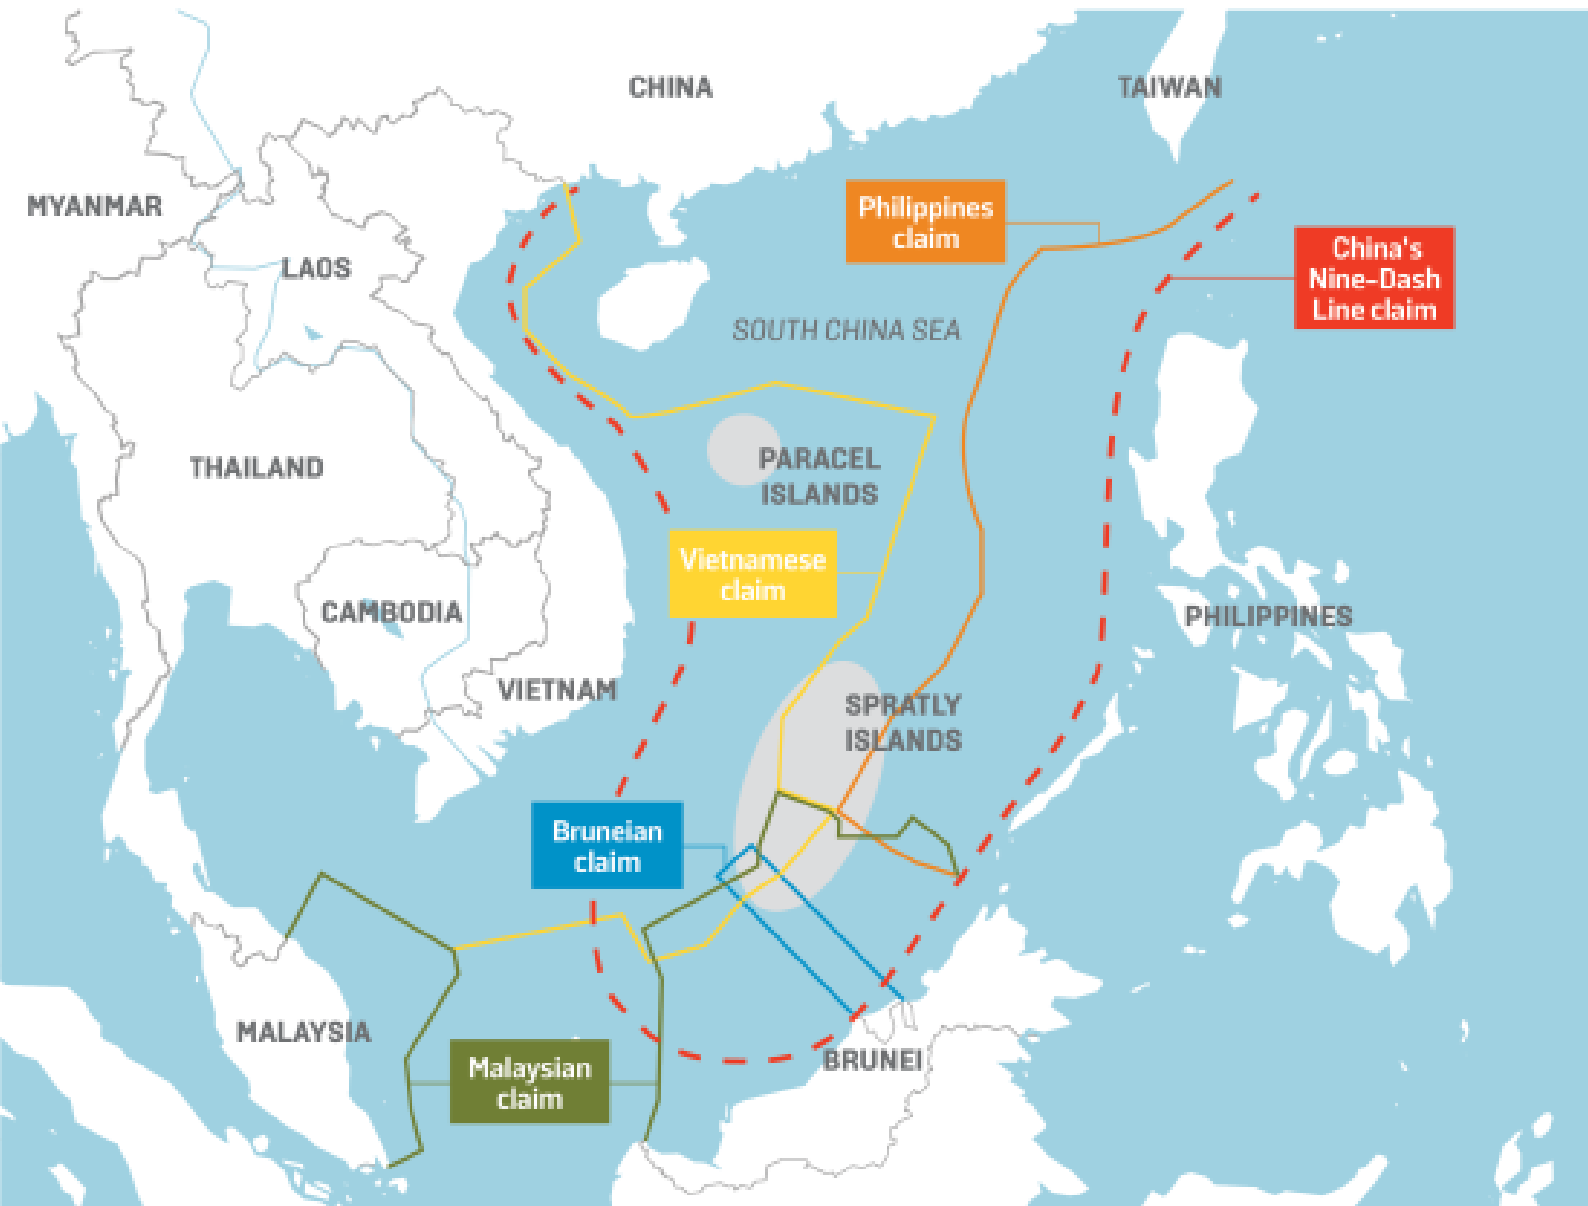 CHINA
TAIWAN
MYANMAR
Philippines
claim
China's
Nine-Dash
Line claim
LAOS
SOUTH CHINA SEA
THAILAND
PARACEL
ISLANDS
Vietnamese
claim
CAMBODIA
PHILIPPINES
VIETNAM
SPRATLY
ISLANDS
Bruneian
claim
MALAYSIA
BRUNEI
Malaysian
claim